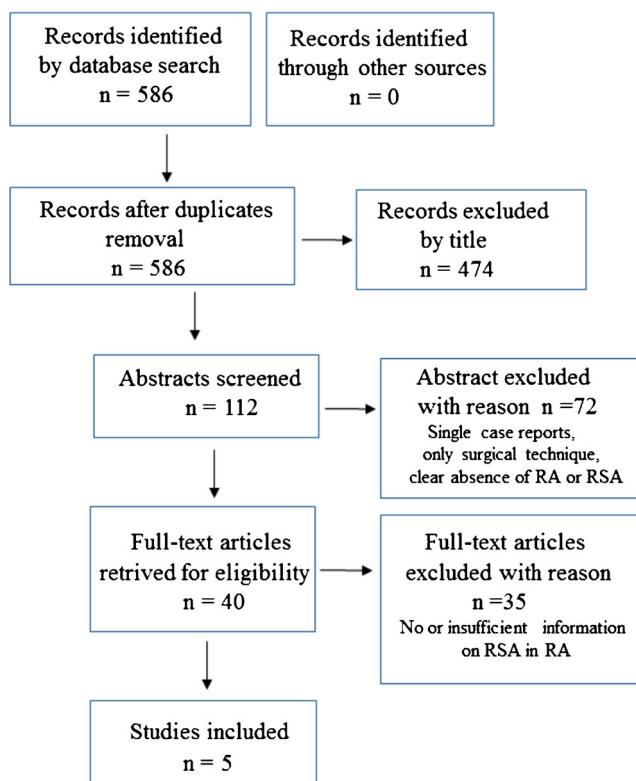 Records identified
by database search
n = 586
Records identified
through other sources
n = 0
Records after duplicates
removal
n = 586
Records excluded
by title
n = 474
Abstracts screened
n = 112
Abstract excluded
with reason n =72
Single case reports,
only surgical technique,
clear absence of RA or RSA
Full-text articles
retrived for eligibility
n = 40
Full-text articles
excluded with reason
n =35
No or insufficient information
on RSA in RA
Studies included
n = 5